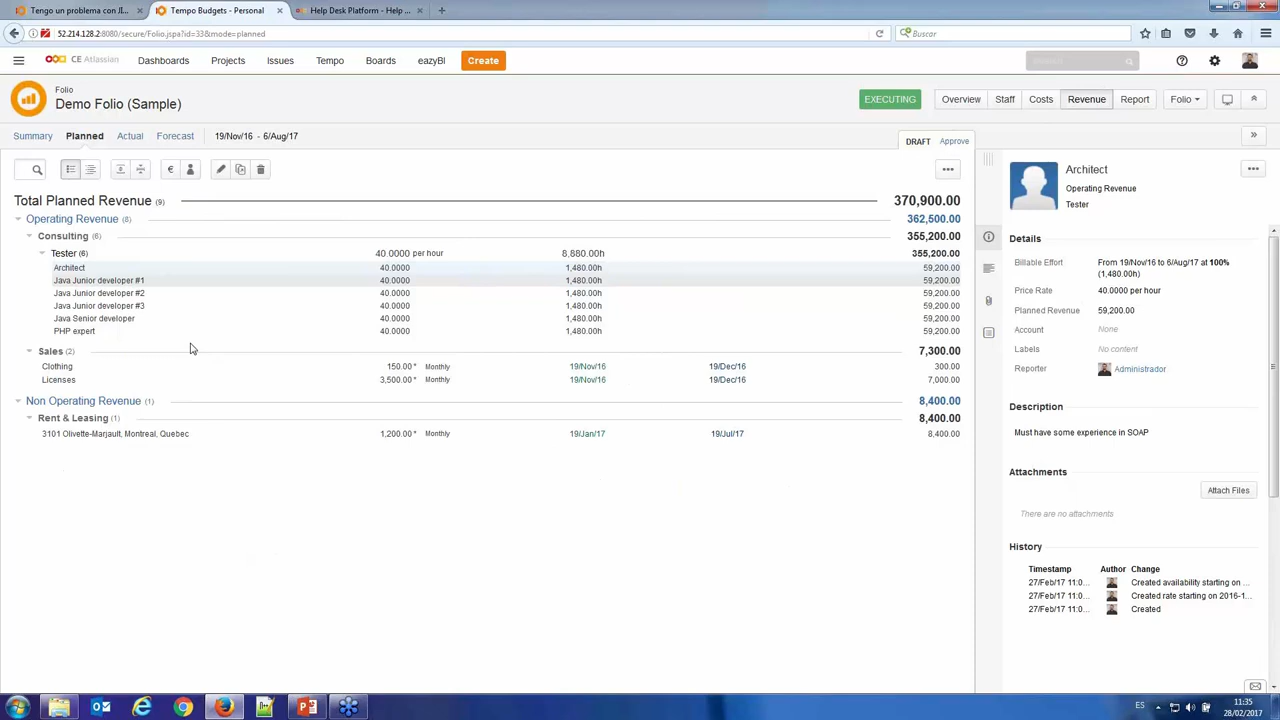 Tengo un problema con JI...
Tempo Budgets - Personal
Help Desk Platform - Help ...
52.214.128.2:8080/secure/Folio.jspa?id=33&mode=planned
Buscar
CE Atlassian
Dashboards Projects Issues Tempo Boards eazyBI Create
Folio
Demo Folio (Sample)
EXECUTING Overview Staff Costs Revenue Report Folio
Summary Planned Actual Forecast 19/Nov/16 - 6/Aug/17
DRAFT Approve
€
Total Planned Revenue (9) 370,900.00
Operating Revenue (8) 362,500.00
Consulting (6) 355,200.00
Tester (6) 40.0000 per hour 8,880.00h 355,200.00
Architect 40.0000 1,480.00h 59,200.00
Java Junior developer #1 40.0000 1,480.00h 59,200.00
Java Junior developer #2 40.0000 1,480.00h 59,200.00
Java Junior developer #3 40.0000 1,480.00h 59,200.00
Java Senior developer 40.0000 1,480.00h 59,200.00
PHP expert 40.0000 1,480.00h 59,200.00
Sales (2) 7,300.00
Clothing 150.00 * Monthly 19/Nov/16 19/Dec/16 300.00
Licenses 3,500.00 * Monthly 19/Nov/16 19/Dec/16 7,000.00
Non Operating Revenue (1) 8,400.00
Rent & Leasing (1) 8,400.00
3101 Olivette-Marjault, Montreal, Quebec 1,200.00 * Monthly 19/Jan/17 19/Jul/17 8,400.00
Architect
Operating Revenue
Tester
Details
Billable Effort From 19/Nov/16 to 6/Aug/17 at 100%
(1,480.00h)
Price Rate 40.0000 per hour
Planned Revenue 59,200.00
Account None
Labels No content
Reporter Administrador
Description
Must have some experience in SOAP
Attachments
Attach Files
There are no attachments
History
Timestamp Author Change
27/Feb/17 11:0... Created availability starting on ...
27/Feb/17 11:0... Created rate starting on 2016-1...
27/Feb/17 11:0... Created
ES
11:35
28/02/2017